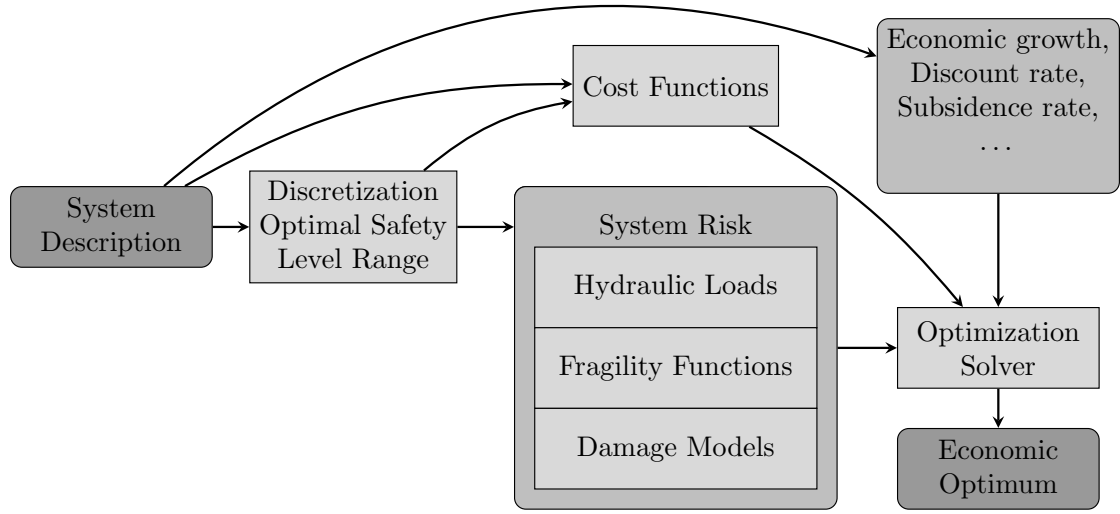 Economic growth,
Discount rate,
Subsidence rate,
...
Cost Functions
System
Description
Discretization
Optimal Safety
Level Range
System Risk
Hydraulic Loads
Fragility Functions
Damage Models
Optimization
Solver
Economic
Optimum